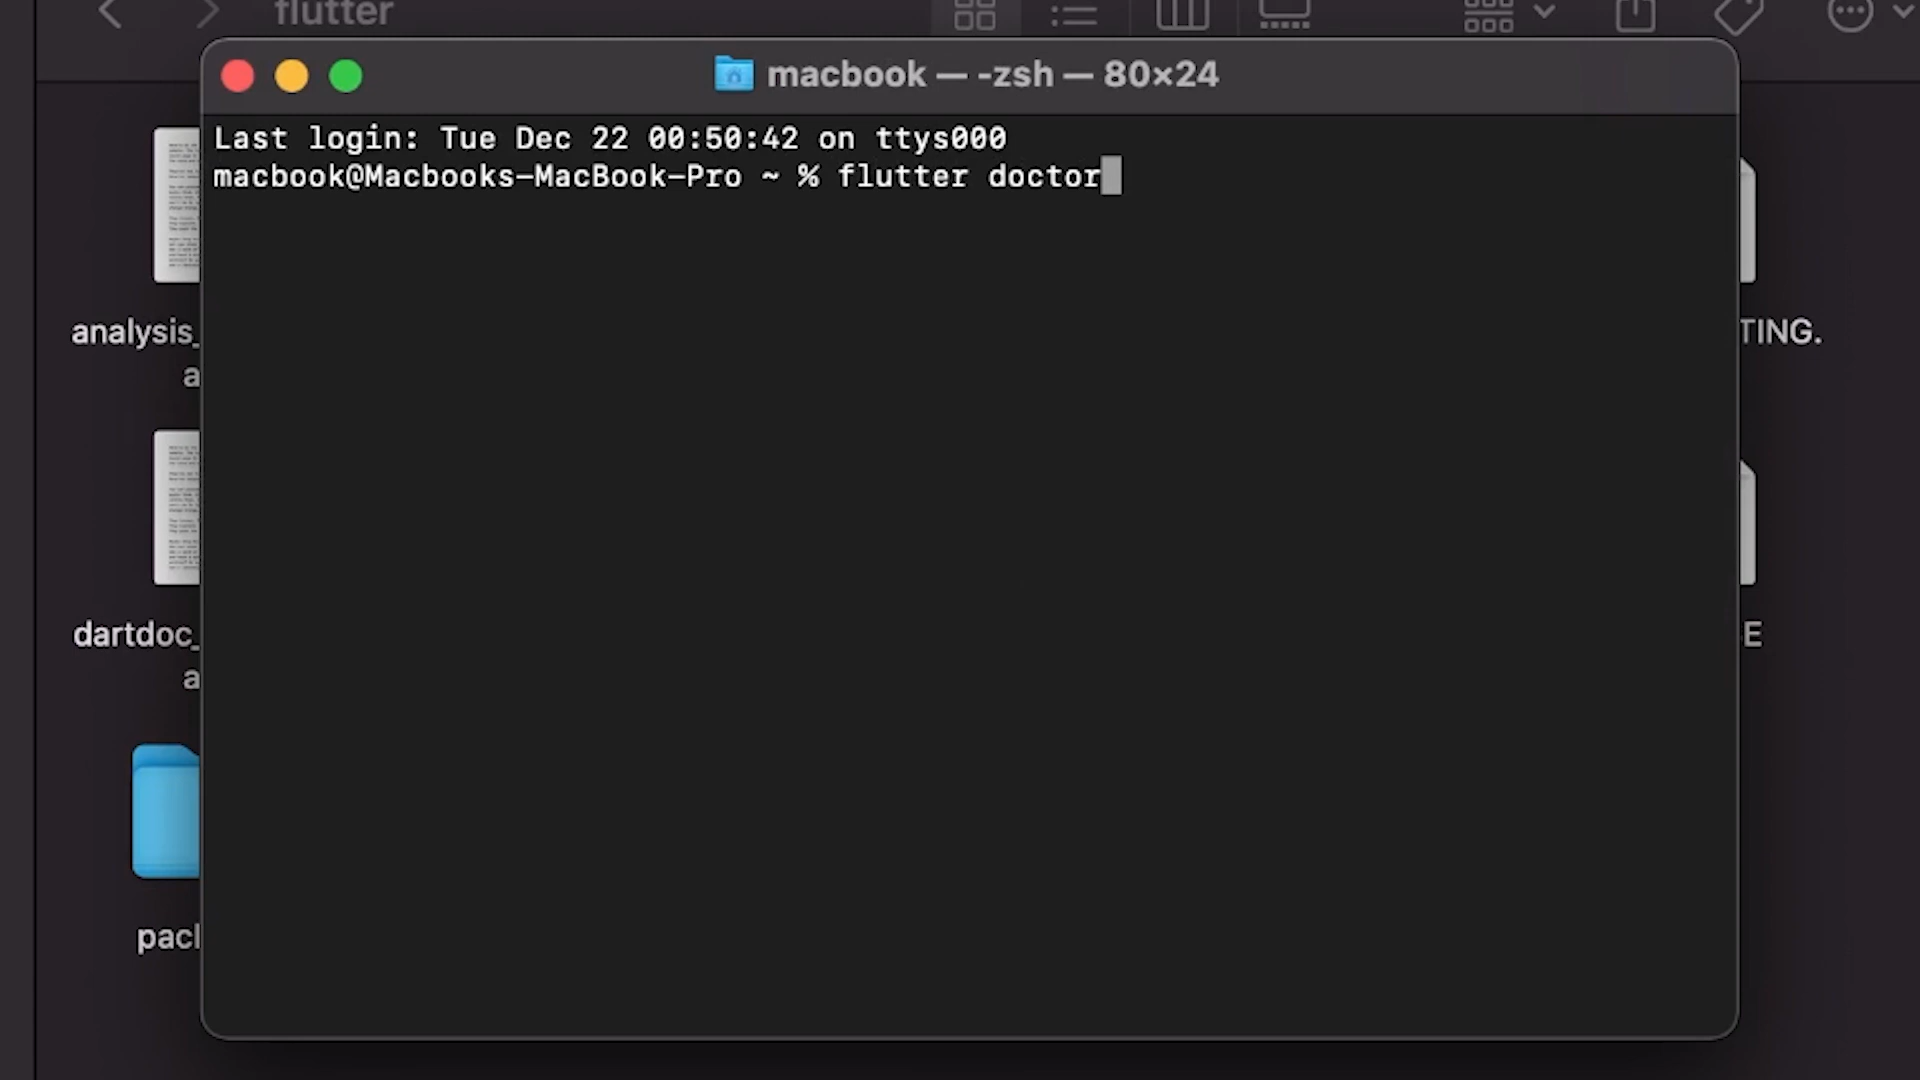 flutter
macbook — -zsh — 80×24
Last login: Tue Dec 22 00:50:42 on ttys000
macbook@Macbooks-MacBook-Pro ~ % flutter doctor
analysis_
a
TING.
dartdoc_
a
E